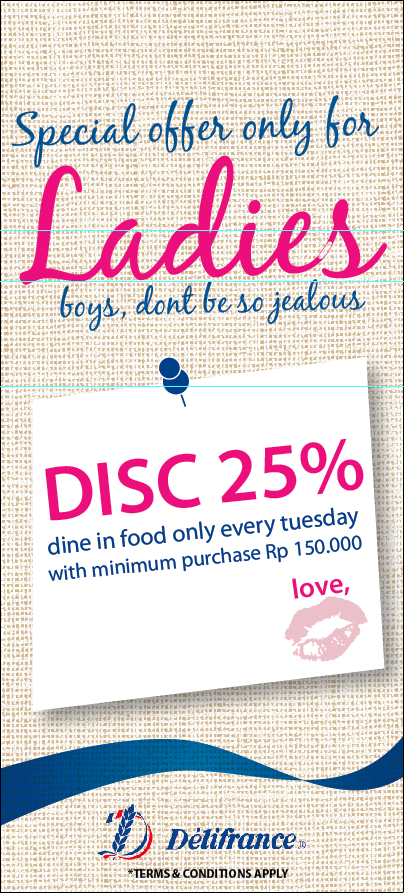 Special offer only for
Ladies
boys, dont be so jealous
DISC 25%
dine in food only every tuesday
with minimum purchase Rp 150.000
love,
Délifrance
*TERMS & CONDITIONS APPLY